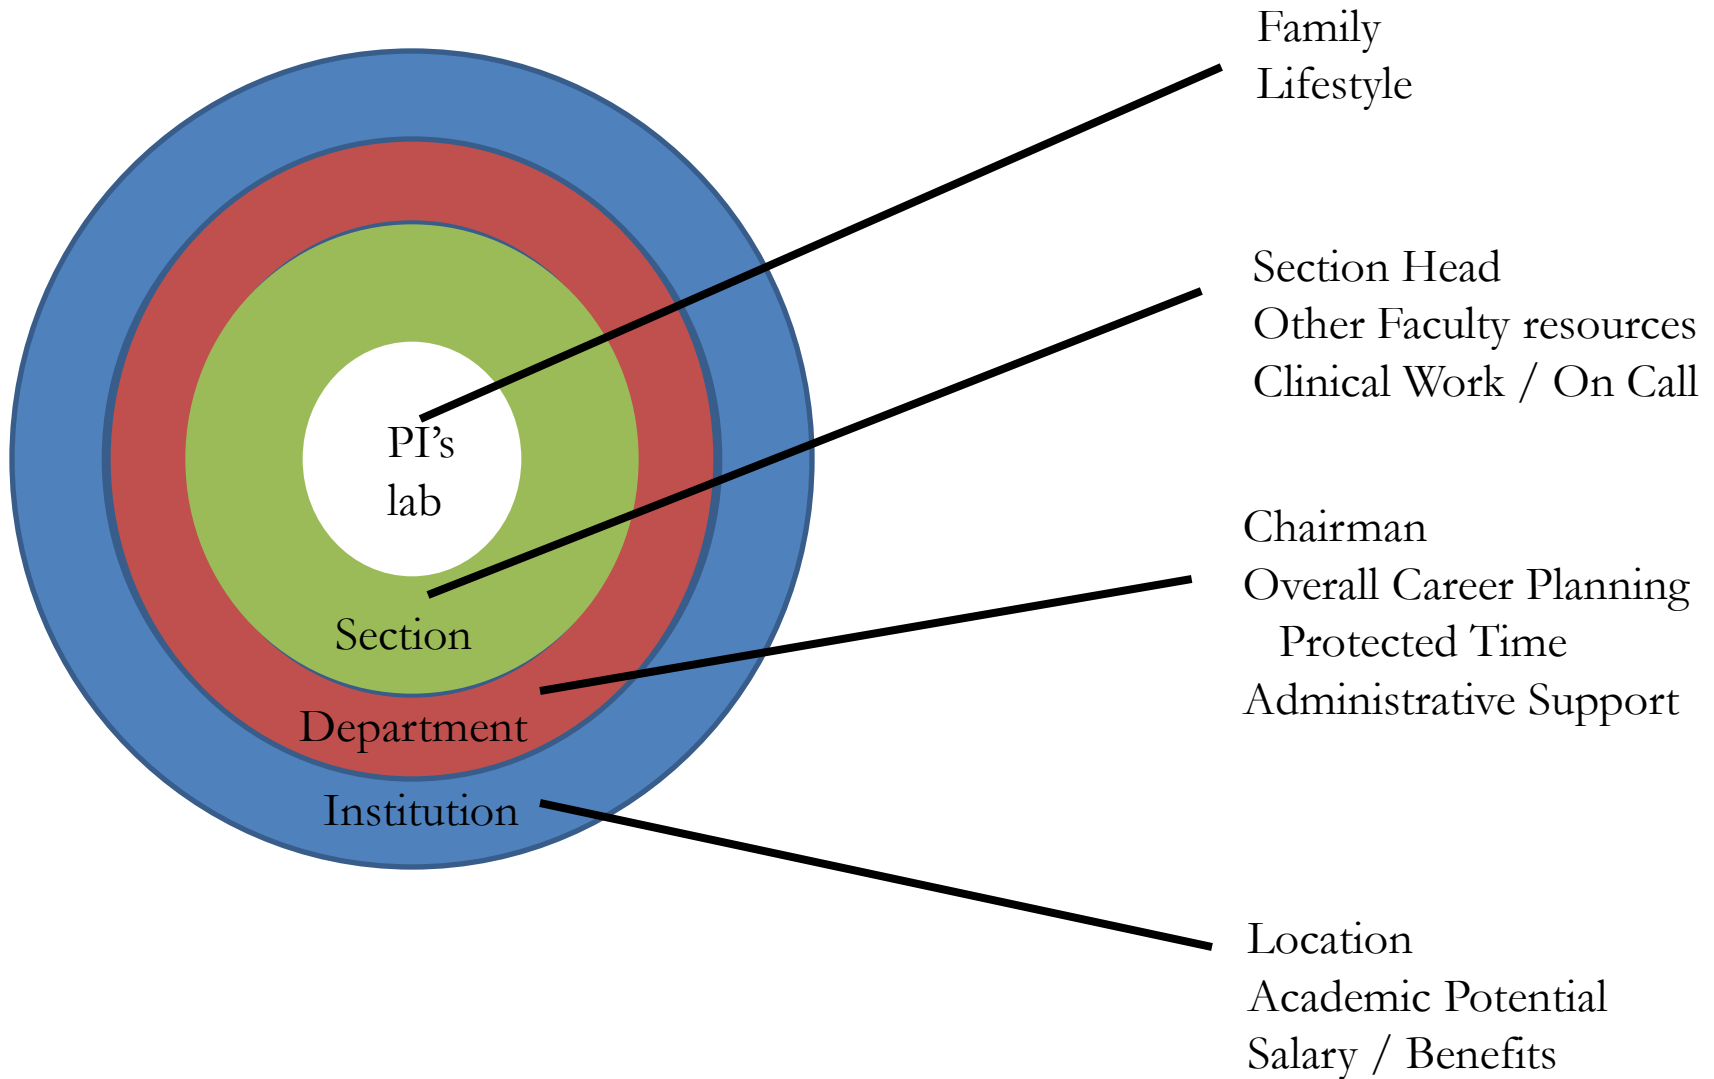 PI’s
lab
Section
Department
Institution
Family
Lifestyle
Section Head
Other Faculty resources
Clinical Work / On Call
Chairman
Overall Career Planning
Protected Time
Administrative Support
Location
Academic Potential
Salary / Benefits